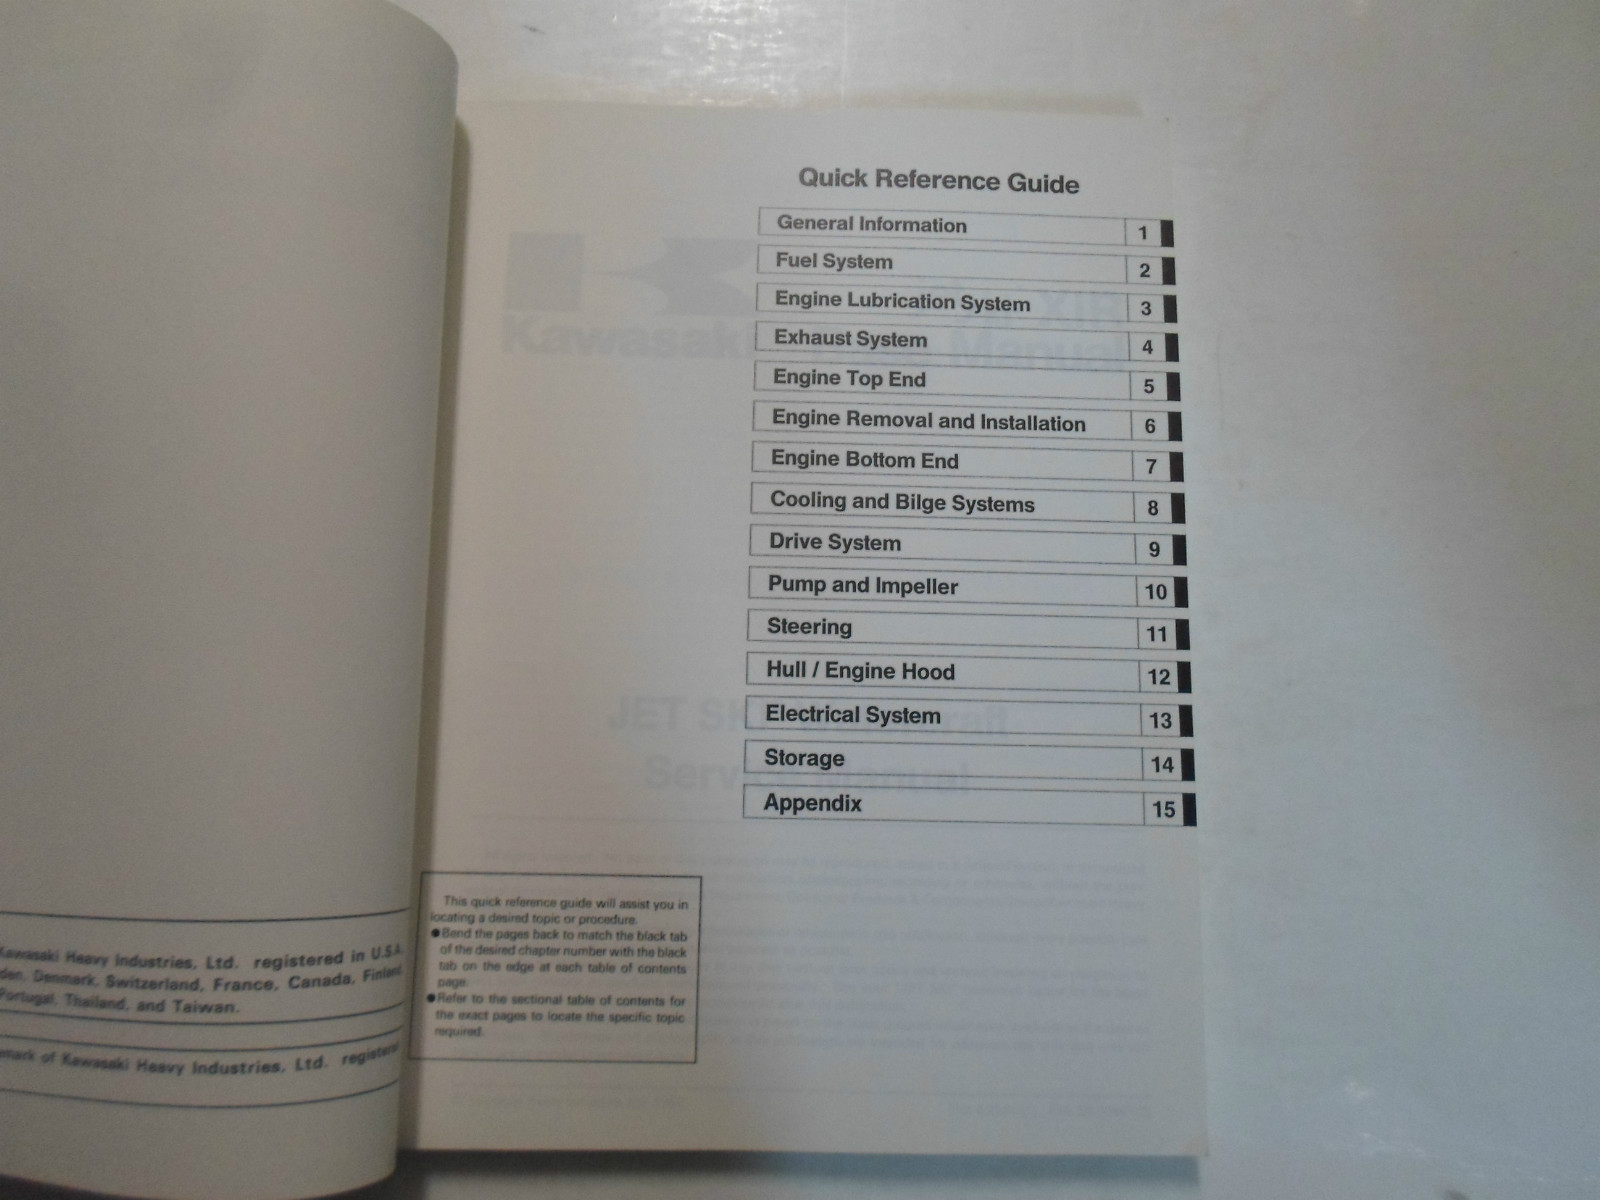 Kawasaki Heavy Industries, Ltd. registered in U.S.A.
Denmark, Switzerland, France, Canada, Finland
Portugal, Thailand, and Taiwan.
of Kawasaki Heavy Industries, Ltd. registered
Quick Reference Guide
General Information 1
Fuel System 2
Engine Lubrication System 3
Exhaust System 4
Engine Top End 5
Engine Removal and Installation 6
Engine Bottom End 7
Cooling and Bilge Systems 8
Drive System 9
Pump and Impeller 10
Steering 11
Hull / Engine Hood 12
Electrical System 13
Storage 14
Appendix 15
This quick reference guide will assist you in
locating a desired topic or procedure.
●Bend the pages back to match the black tab
of the desired chapter number with the black
tab on the edge at each table of contents
page.
●Refer to the sectional table of contents for
the exact pages to locate the specific topic
required.
Kawasaki
Manual
JET SKI
Service Manual